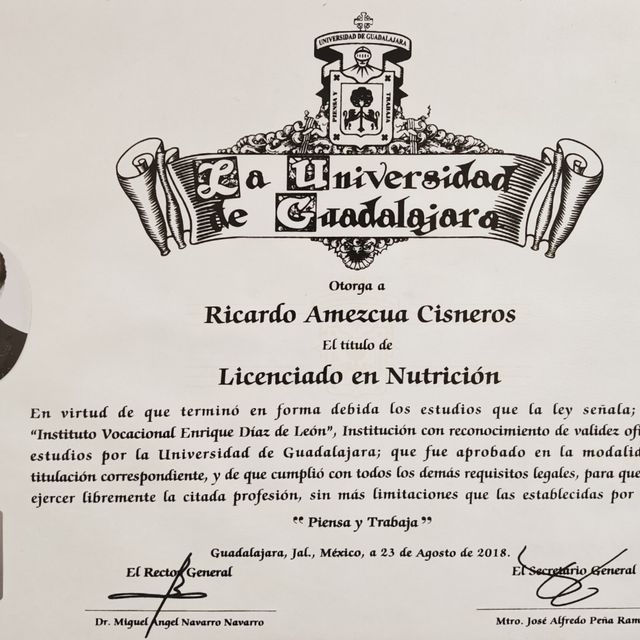 UNIVERSIDAD DE GUADALAJARA
PIENSA Y
TRABAJA
La Universidad
de Guadalajara
Otorga a
Ricardo Amezcua Cisneros
El título de
Licenciado en Nutrición
En virtud de que terminó en forma debida los estudios que la ley señala;
"Instituto Vocacional Enrique Díaz de León", Institución con reconocimiento de validez ofi
estudios por la Universidad de Guadalajara; que fue aprobado en la modalid
titulación correspondiente, y de que cumplió con todos los demás requisitos legales, para que
ejercer libremente la citada profesión, sin más limitaciones que las establecidas por
"Piensa y Trabaja"
Guadalajara, Jal., México, a 23 de Agosto de 2018.
El Rector General
El Secretario General
Dr. Miguel Angel Navarro Navarro
Mtro. José Alfredo Peña Ram